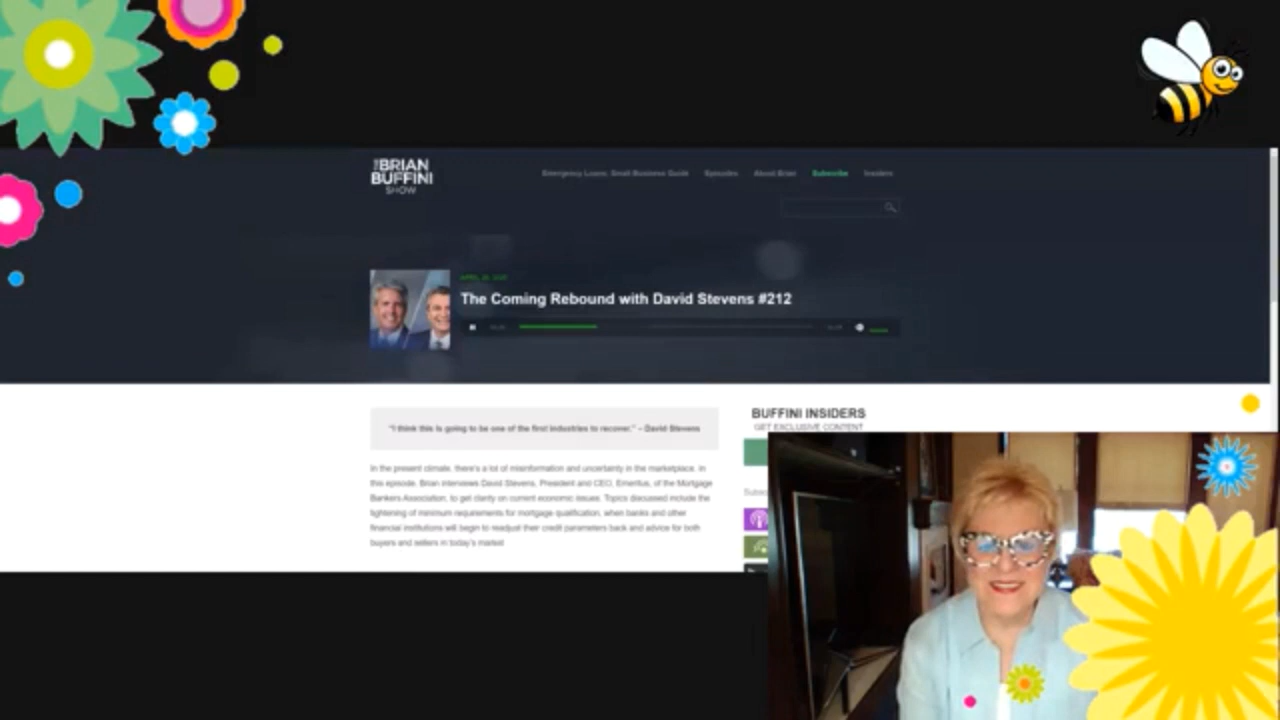 THE
BRIAN
BUFFINI
SHOW
Emergency Loans: Small Business Guide Episodes About Brian Subscribe Insiders
The Coming Rebound with David Stevens #212
"I think this is going to be one of the first industries to recover." – David Stevens
In the present climate, there's a lot of misinformation and uncertainty in the marketplace. In
this episode, Brian interviews David Stevens, President and CEO, Emeritus, of the Mortgage
Bankers Association, to get clarity on current economic issues. Topics discussed include the
tightening of minimum requirements for mortgage qualification, when banks and other
financial institutions will begin to readjust their credit parameters back and advice for both
buyers and sellers in today's market
BUFFINI INSIDERS
GET EXCLUSIVE CONTENT